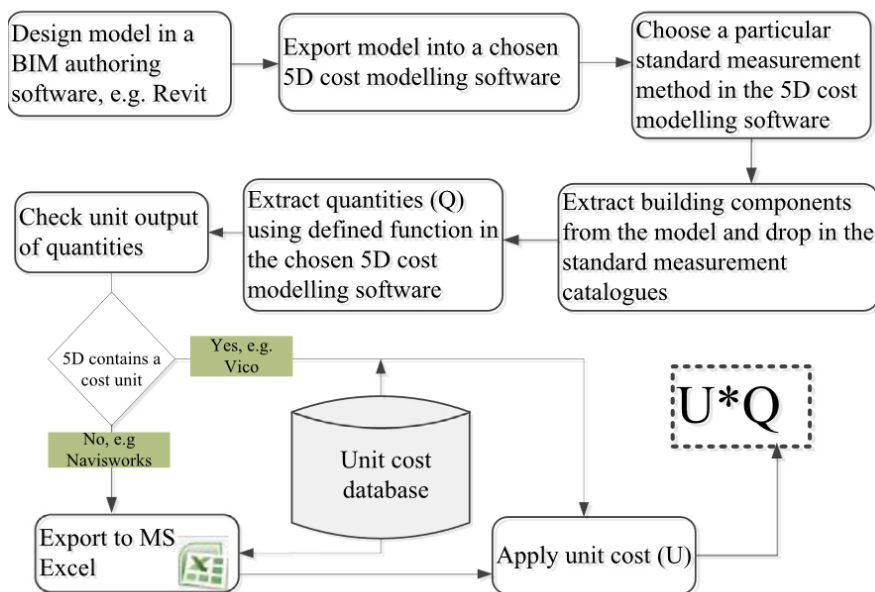 Design model in a
BIM authoring
software, e.g. Revit
Export model into a chosen
5D cost modelling software
Choose a particular
standard measurement
method in the 5D cost
modelling software
Extract building components
from the model and drop in the
standard measurement
catalogues
Extract quantities (Q)
using defined function in
the chosen 5D cost
modelling software
Check unit output
of quantities
5D contains a
cost unit
Yes, e.g.
Vico
No, e.g
Navisworks
Unit cost
database
Export to MS
Excel
Apply unit cost (U)
U*Q